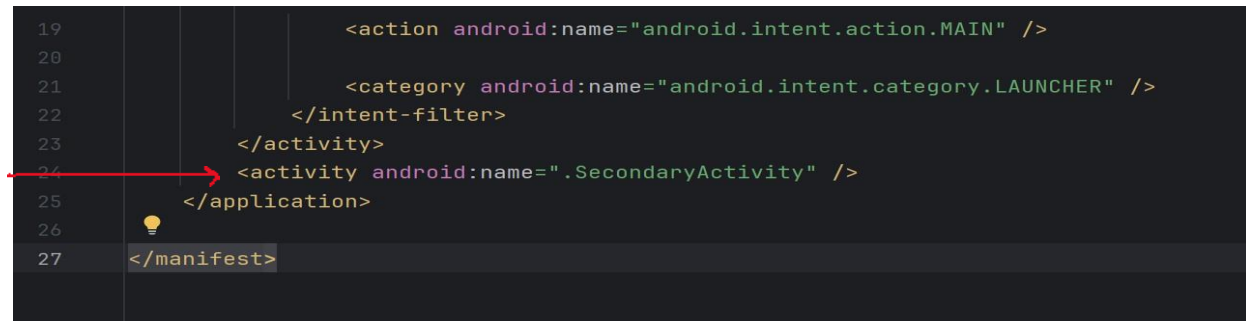 19 <action android:name="android.intent.action.MAIN" />
20
21 <category android:name="android.intent.category.LAUNCHER" />
22 </intent-filter>
23 </activity>
24 <activity android:name=".SecondaryActivity" />
25 </application>
26
27 </manifest>